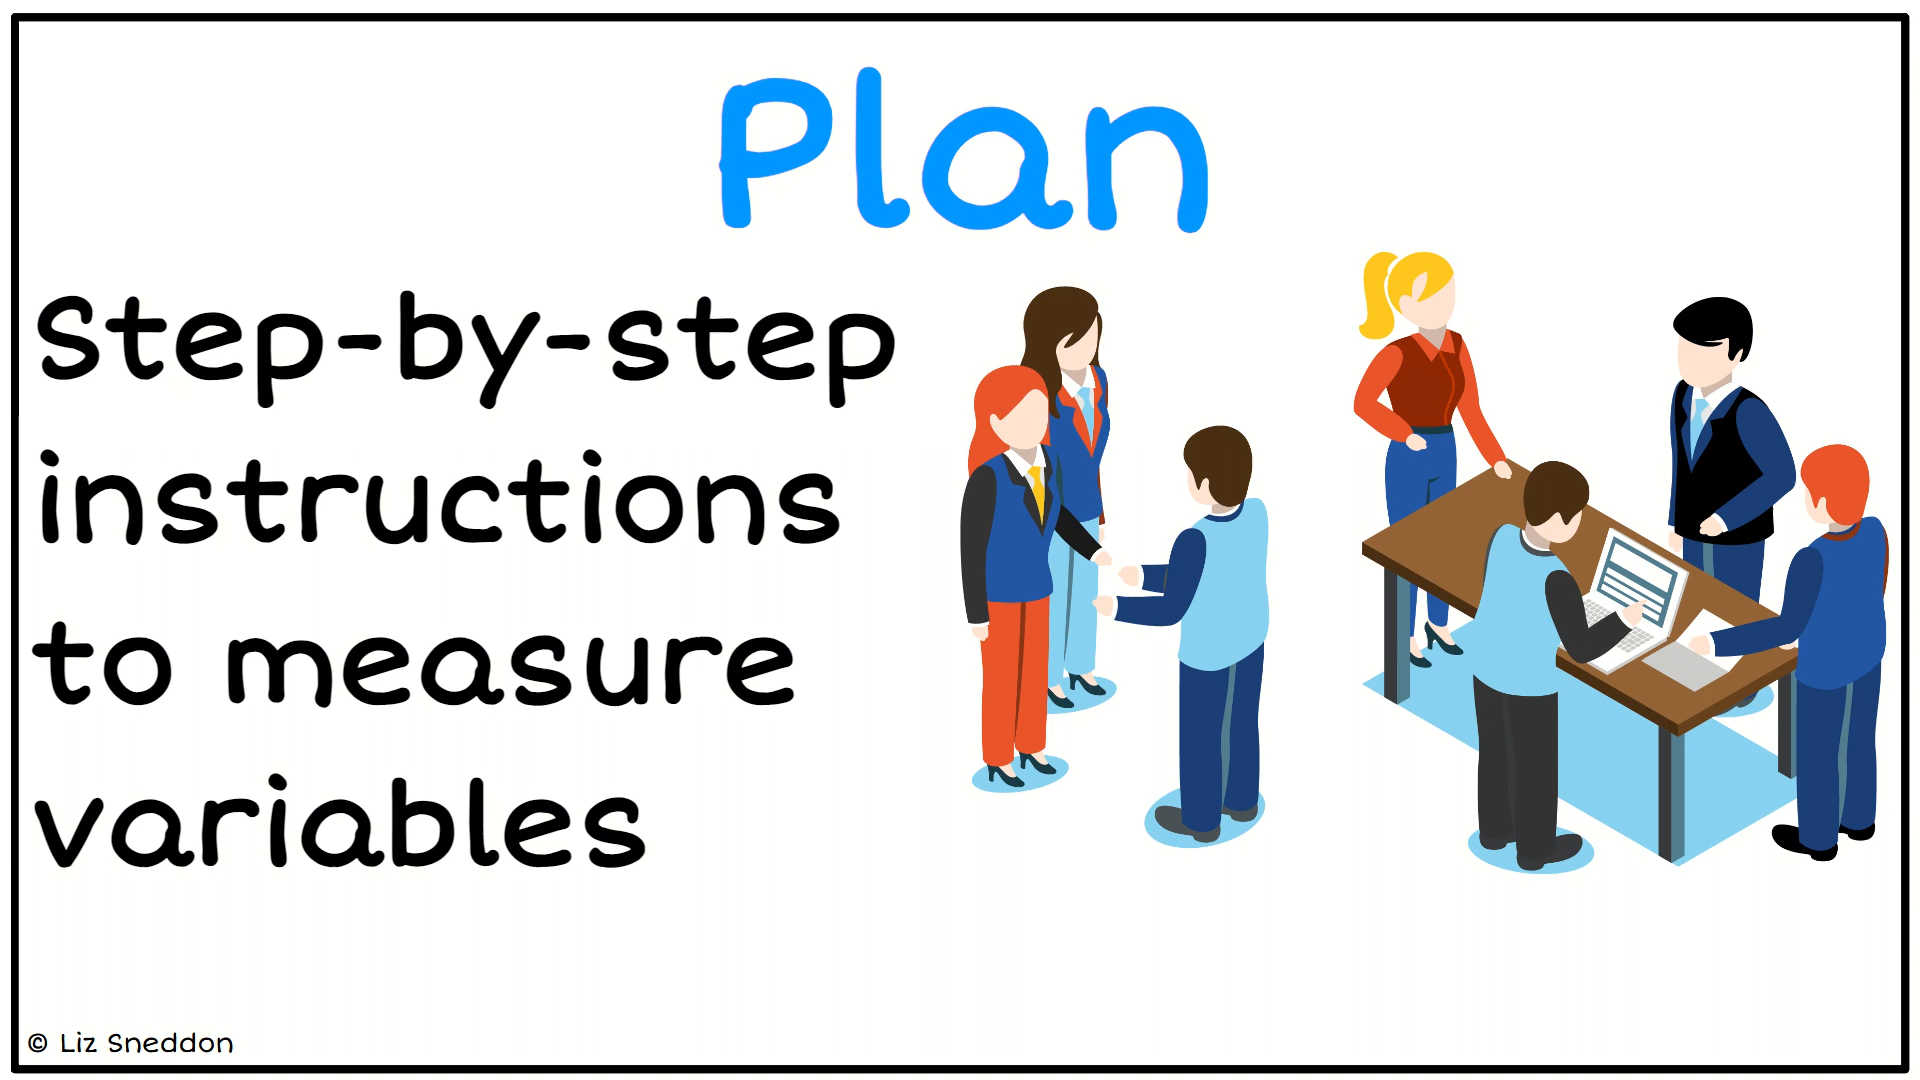 Plan
Step-by-step
instructions
to measure
variables
© Liz Sneddon